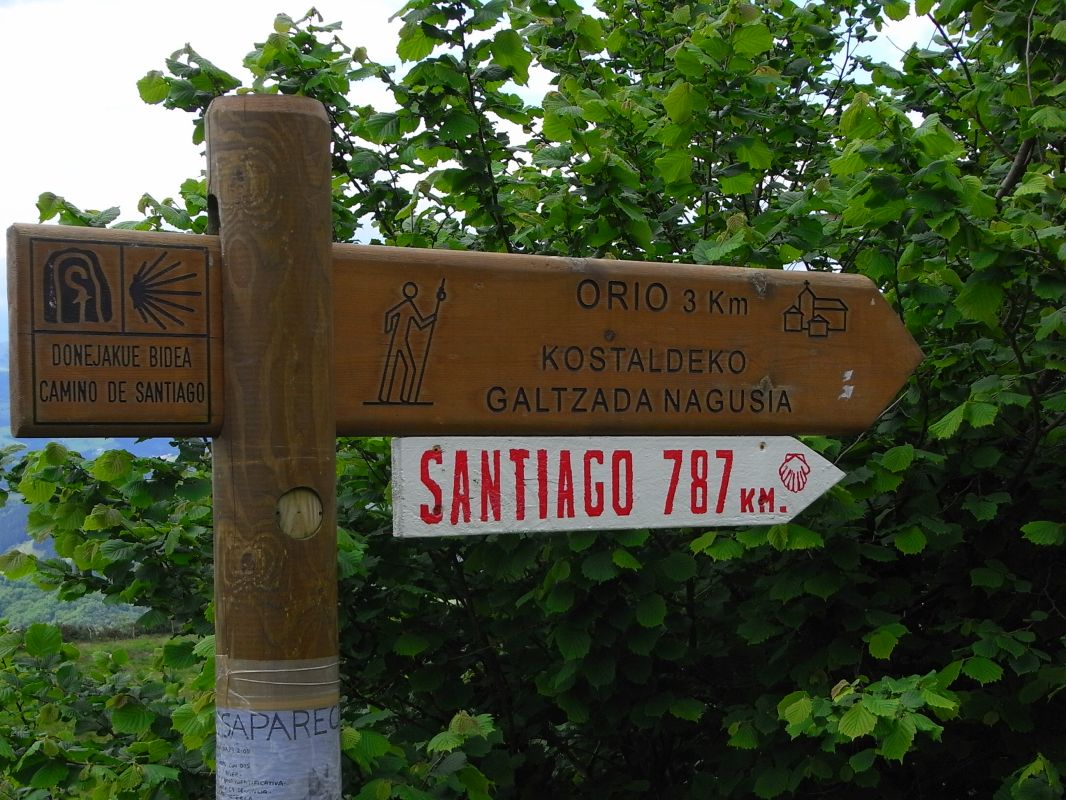 DONEJAKUE BIDEA
CAMINO DE SANTIAGO
ORIO 3 Km
KOSTALDEKO
GALTZADA NAGUSIA
SANTIAGO 787 KM.